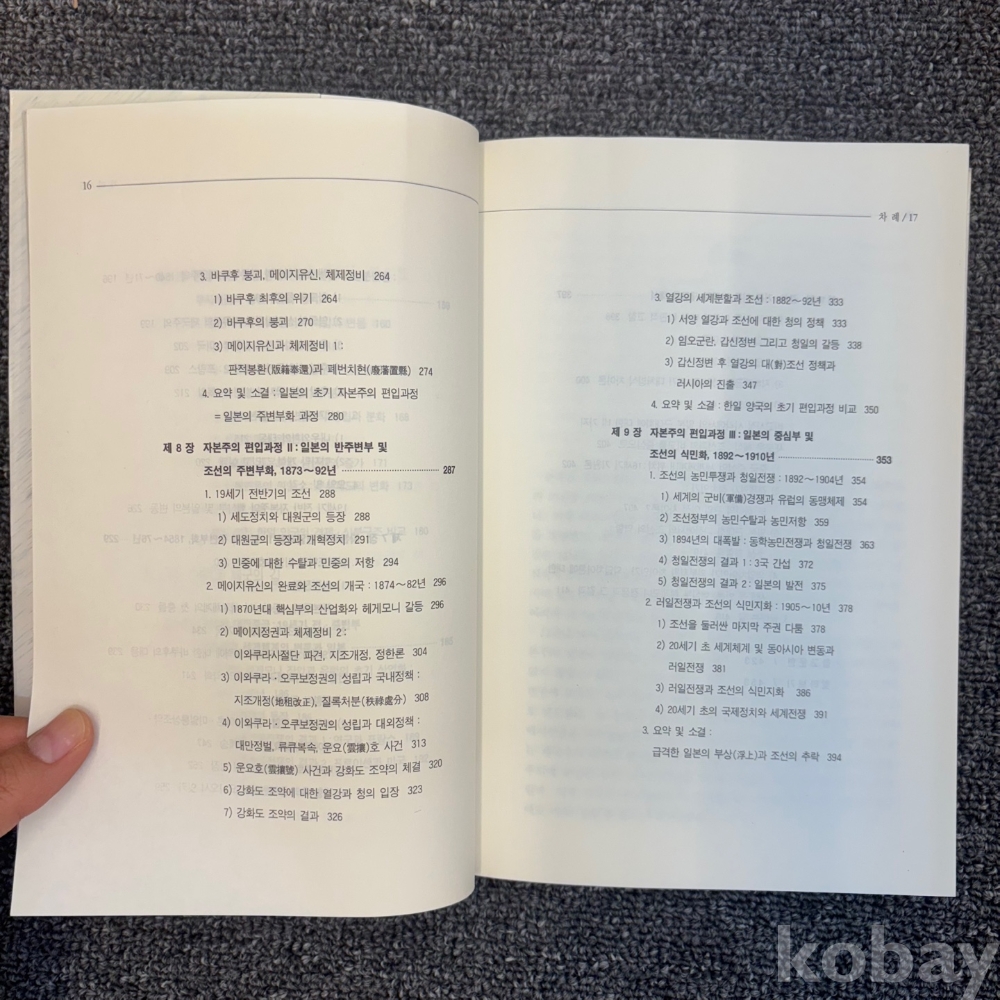 16
3. 바쿠후 붕괴, 메이지유신, 체제정비 264
1) 바쿠후 최후의 위기 264
2) 바쿠후의 붕괴 270
3) 메이지유신과 체제정비 1 :
판적봉환(版籍奉還)과 폐번치현(廢藩置縣) 274
4. 요약 및 소결 : 일본의 초기 자본주의 편입과정
= 일본의 주변부화 과정 280
제 8 장 자본주의 편입과정 Ⅱ : 일본의 반주변부 및
조선의 주변부화, 1873~92년 287
1. 19세기 전반기의 조선 288
1) 세도정치와 대원군의 등장 288
2) 대원군의 등장과 개혁정치 291
3) 민중에 대한 수탈과 민중의 저항 294
2. 메이지유신의 완료와 조선의 개국 : 1874~82년 296
1) 1870년대 핵심부의 산업화와 헤게모니 갈등 296
2) 메이지정권과 체제정비 2 :
이와쿠라사절단 파견, 지조개정, 정한론 304
3) 이와쿠라 · 오쿠보정권의 성립과 국내정책 :
지조개정(地租改正), 질록처분(秩祿處分) 308
4) 이와쿠라 · 오쿠보정권의 성립과 대외정책 :
대만정벌, 류큐복속, 운요(雲揚)호 사건 313
5) 운요호(雲揚號) 사건과 강화도 조약의 체결 320
6) 강화도 조약에 대한 열강과 청의 입장 323
7) 강화도 조약의 결과 326
차 례 / 17
3. 열강의 세계분할과 조선 : 1882~92년 333
1) 서양 열강과 조선에 대한 청의 정책 333
2) 임오군란, 갑신정변 그리고 청일의 갈등 338
3) 갑신정변 후 열강의 대(對)조선 정책과
러시아의 진출 347
4. 요약 및 소결 : 한일 양국의 초기 편입과정 비교 350
제 9 장 자본주의 편입과정 Ⅲ : 일본의 중심부 및
조선의 식민화, 1892~1910년 353
1. 조선의 농민투쟁과 청일전쟁 : 1892~1904년 354
1) 세계의 군비(軍備)경쟁과 유럽의 동맹체제 354
2) 조선정부의 농민수탈과 농민저항 359
3) 1894년의 대폭발 : 동학농민전쟁과 청일전쟁 363
4) 청일전쟁의 결과 1 : 3국 간섭 372
5) 청일전쟁의 결과 2 : 일본의 발전 375
2. 러일전쟁과 조선의 식민지화 : 1905~10년 378
1) 조선을 둘러싼 마지막 주권 다툼 378
2) 20세기 초 세계체계 및 동아시아 변동과
러일전쟁 381
3) 러일전쟁과 조선의 식민지화 386
4) 20세기 초의 국제정치와 세계전쟁 391
3. 요약 및 소결 :
급격한 일본의 부상(浮上)과 조선의 추락 394
kobay